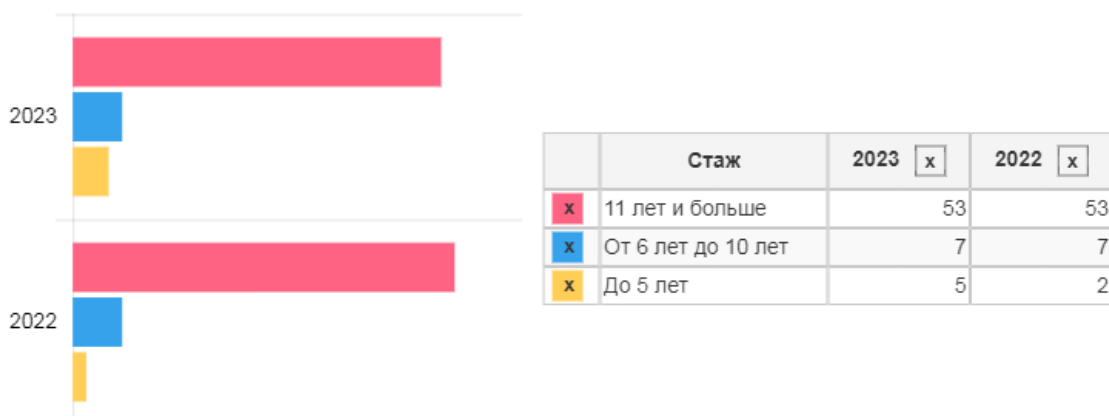 2023
2022
Стаж 2023 x 2022 x
x 11 лет и больше 53 53
x От 6 лет до 10 лет 7 7
x До 5 лет 5 2